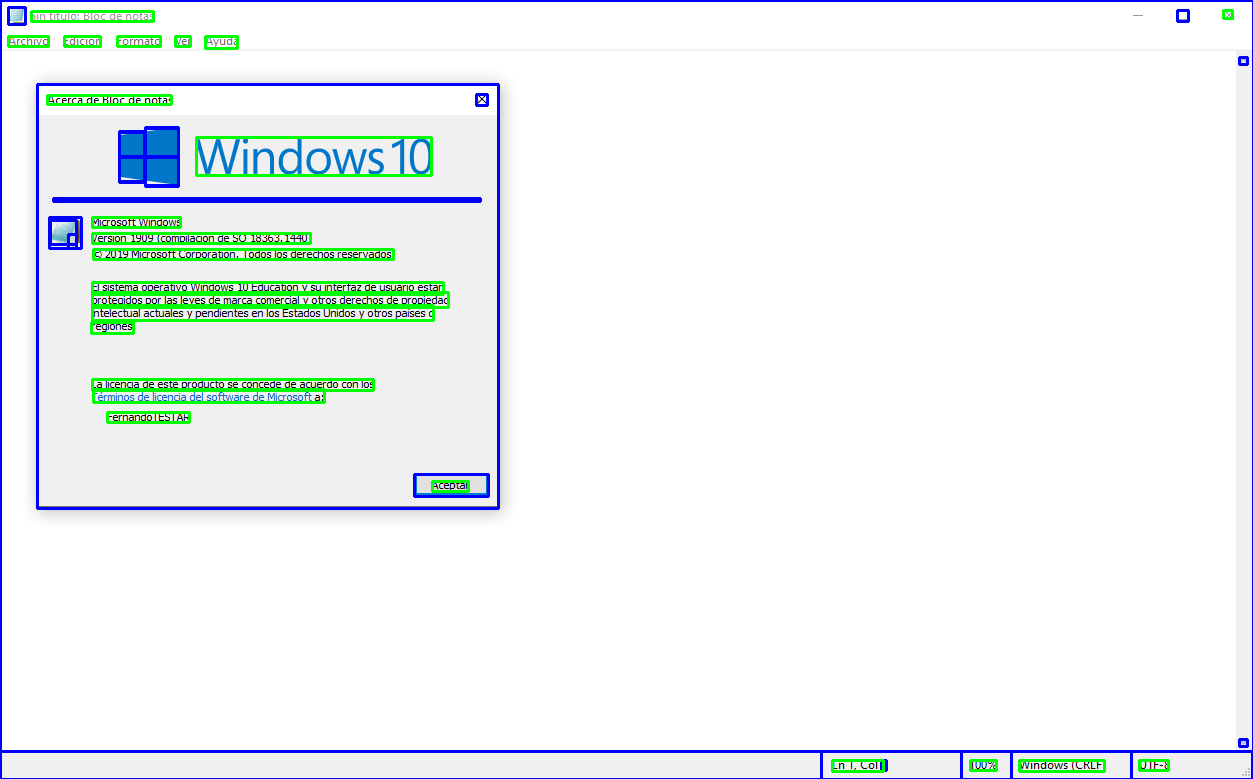 Sin título: Bloc de notas
Archivo Edición Formato Ver Ayuda
Acerca de Bloc de notas
Windows 10
Microsoft Windows
Versión 1909 (compilación de SO 18363.1440)
© 2019 Microsoft Corporation. Todos los derechos reservados.
El sistema operativo Windows 10 Education y su interfaz de usuario están
protegidos por las leyes de marca comercial y otros derechos de propiedad
intelectual actuales y pendientes en los Estados Unidos y otros países o
regiones.
La licencia de este producto se concede de acuerdo con los
Términos de licencia del software de Microsoft a:
FernandoTESTAR
Aceptar
Ln 1, Col 1 100% Windows (CRLF) UTF-8